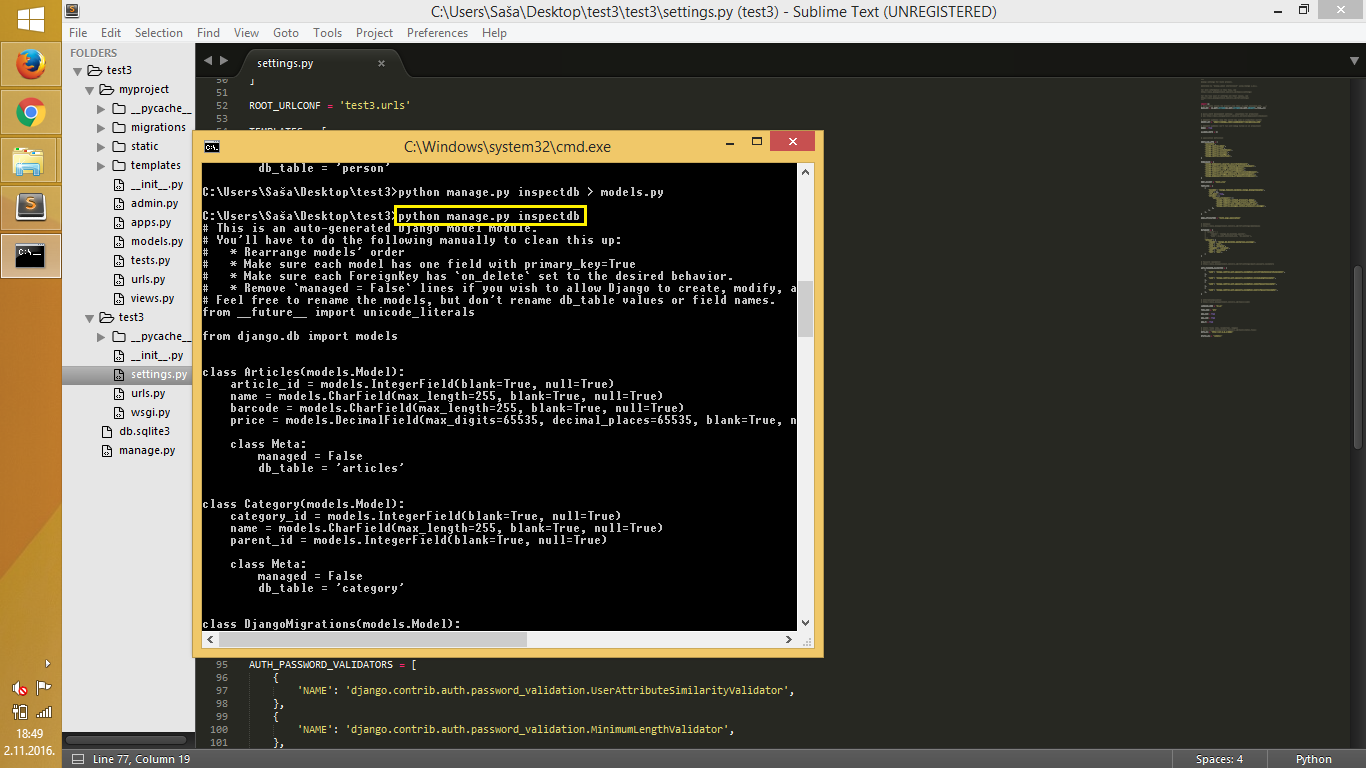 C:\Users\Saša\Desktop\test3\test3\settings.py (test3) - Sublime Text (UNREGISTERED)
File Edit Selection Find View Goto Tools Project Preferences Help
FOLDERS
test3
myproject
__pycache__
migrations
static
templates
__init__.py
admin.py
apps.py
models.py
tests.py
urls.py
views.py
test3
__pycache__
__init__.py
settings.py
urls.py
wsgi.py
db.sqlite3
manage.py
settings.py
50 ]
51
52 ROOT_URLCONF = 'test3.urls'
53
C:\Windows\system32\cmd.exe
db_table = 'person'
C:\Users\Saša\Desktop\test3>python manage.py inspectdb > models.py
C:\Users\Saša\Desktop\test3>python manage.py inspectdb
# This is an auto-generated Django model module.
# You'll have to do the following manually to clean this up:
#   * Rearrange models' order
#   * Make sure each model has one field with primary_key=True
#   * Make sure each ForeignKey has `on_delete` set to the desired behavior.
#   * Remove `managed = False` lines if you wish to allow Django to create, modify, a
# Feel free to rename the models, but don't rename db_table values or field names.
from __future__ import unicode_literals
from django.db import models
class Articles(models.Model):
article_id = models.IntegerField(blank=True, null=True)
name = models.CharField(max_length=255, blank=True, null=True)
barcode = models.CharField(max_length=255, blank=True, null=True)
price = models.DecimalField(max_digits=65535, decimal_places=65535, blank=True, n
class Meta:
managed = False
db_table = 'articles'
class Category(models.Model):
category_id = models.IntegerField(blank=True, null=True)
name = models.CharField(max_length=255, blank=True, null=True)
parent_id = models.IntegerField(blank=True, null=True)
class Meta:
managed = False
db_table = 'category'
class DjangoMigrations(models.Model):
95 AUTH_PASSWORD_VALIDATORS = [
96 {
97 'NAME': 'django.contrib.auth.password_validation.UserAttributeSimilarityValidator',
98 },
99 {
100 'NAME': 'django.contrib.auth.password_validation.MinimumLengthValidator',
101 },
18:49
2.11.2016.
Line 77, Column 19
Spaces: 4
Python